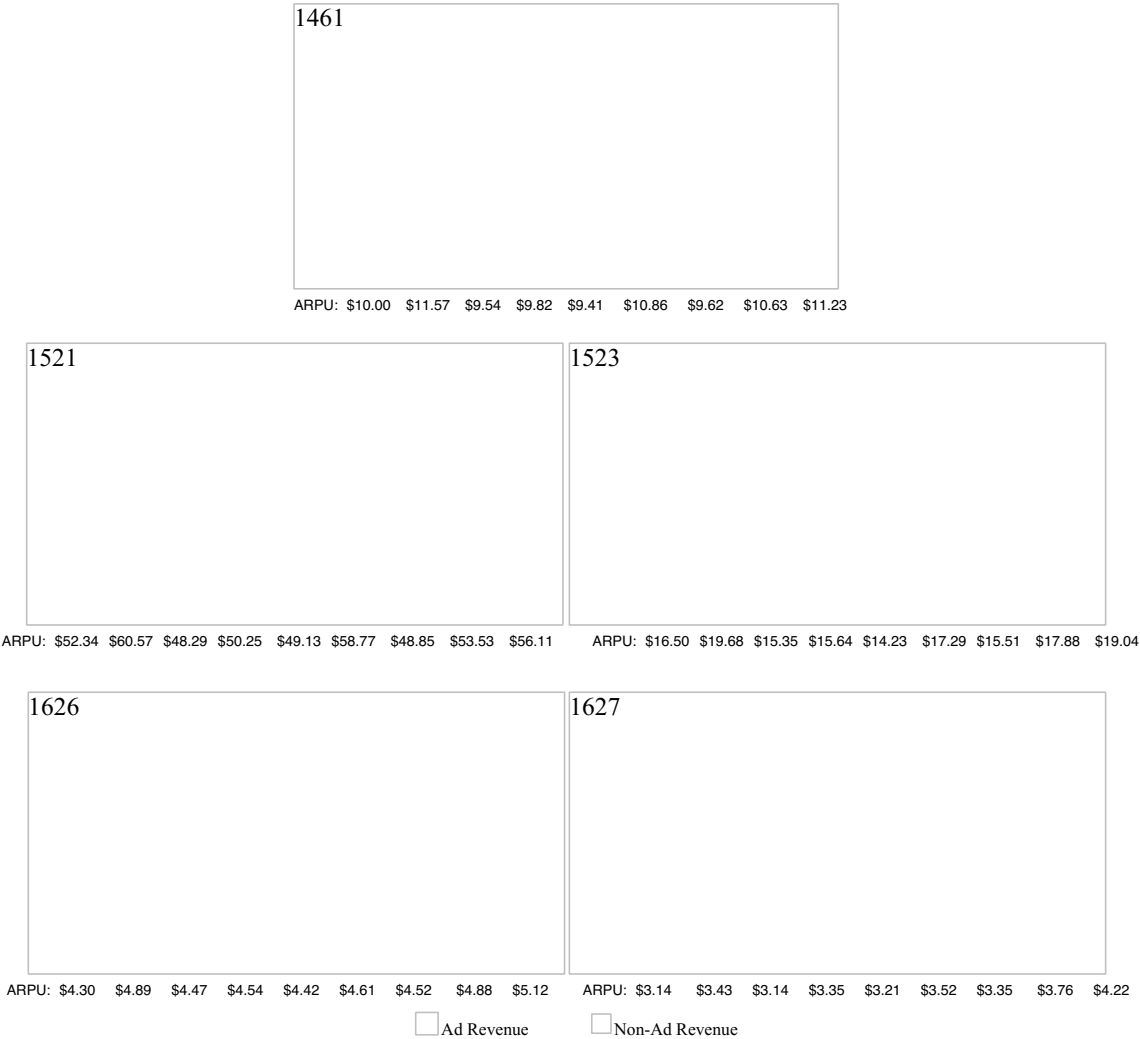 1461
ARPU: $10.00 $11.57 $9.54 $9.82 $9.41 $10.86 $9.62 $10.63 $11.23
1521
1523
ARPU: $52.34 $60.57 $48.29 $50.25 $49.13 $58.77 $48.85 $53.53 $56.11
ARPU: $16.50 $19.68 $15.35 $15.64 $14.23 $17.29 $15.51 $17.88 $19.04
1626
1627
ARPU: $4.30 $4.89 $4.47 $4.54 $4.42 $4.61 $4.52 $4.88 $5.12
ARPU: $3.14 $3.43 $3.14 $3.35 $3.21 $3.52 $3.35 $3.76 $4.22
Ad Revenue
Non-Ad Revenue